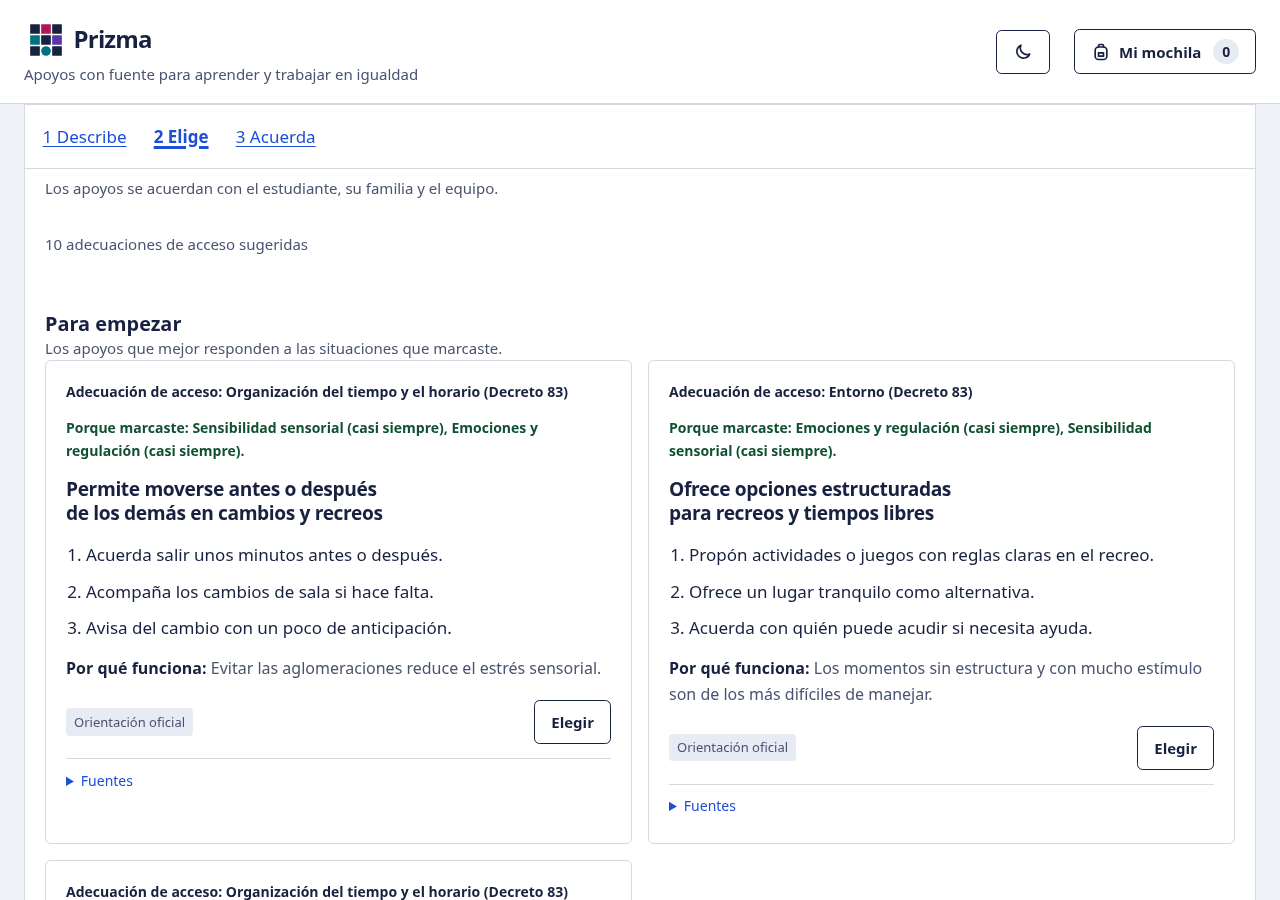 Prizma
Apoyos con fuente para aprender y trabajar en igualdad
Mi mochila 0
1 Describe 2 Elige 3 Acuerda
Los apoyos se acuerdan con el estudiante, su familia y el equipo.
10 adecuaciones de acceso sugeridas
Para empezar
Los apoyos que mejor responden a las situaciones que marcaste.
Adecuación de acceso: Organización del tiempo y el horario (Decreto 83)
Porque marcaste: Sensibilidad sensorial (casi siempre), Emociones y
regulación (casi siempre).
Permite moverse antes o después
de los demás en cambios y recreos
1. Acuerda salir unos minutos antes o después.
2. Acompaña los cambios de sala si hace falta.
3. Avisa del cambio con un poco de anticipación.
Por qué funciona: Evitar las aglomeraciones reduce el estrés sensorial.
Orientación oficial
Elegir
Fuentes
Adecuación de acceso: Entorno (Decreto 83)
Porque marcaste: Emociones y regulación (casi siempre), Sensibilidad
sensorial (casi siempre).
Ofrece opciones estructuradas
para recreos y tiempos libres
1. Propón actividades o juegos con reglas claras en el recreo.
2. Ofrece un lugar tranquilo como alternativa.
3. Acuerda con quién puede acudir si necesita ayuda.
Por qué funciona: Los momentos sin estructura y con mucho estímulo
son de los más difíciles de manejar.
Orientación oficial
Elegir
Fuentes
Adecuación de acceso: Organización del tiempo y el horario (Decreto 83)